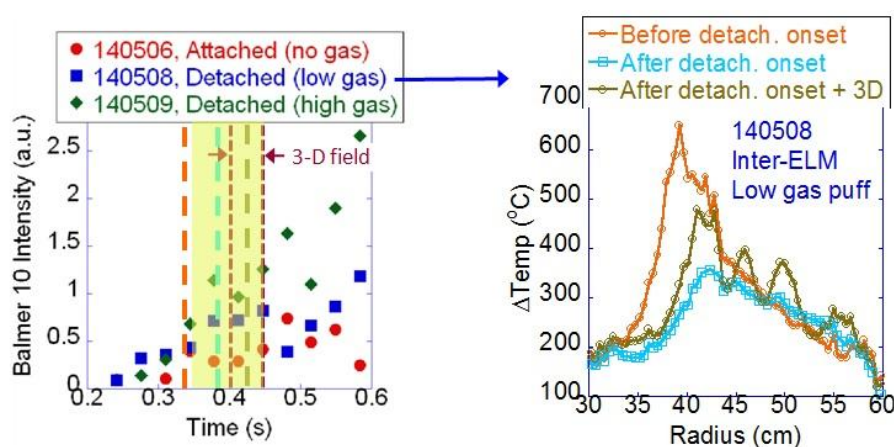 140506, Attached (no gas)
140508, Detached (low gas)
140509, Detached (high gas)
Balmer 10 Intensity (a.u.)
2.5
2
1.5
1
0.5
0
0.2 0.3 0.4 0.5 0.6
Time (s)
3-D field
Before detach. onset
After detach. onset
After detach. onset + 3D
140508
Inter-ELM
Low gas puff
ΔTemp (°C)
700
600
500
400
300
200
100
30 35 40 45 50 55 60
Radius (cm)